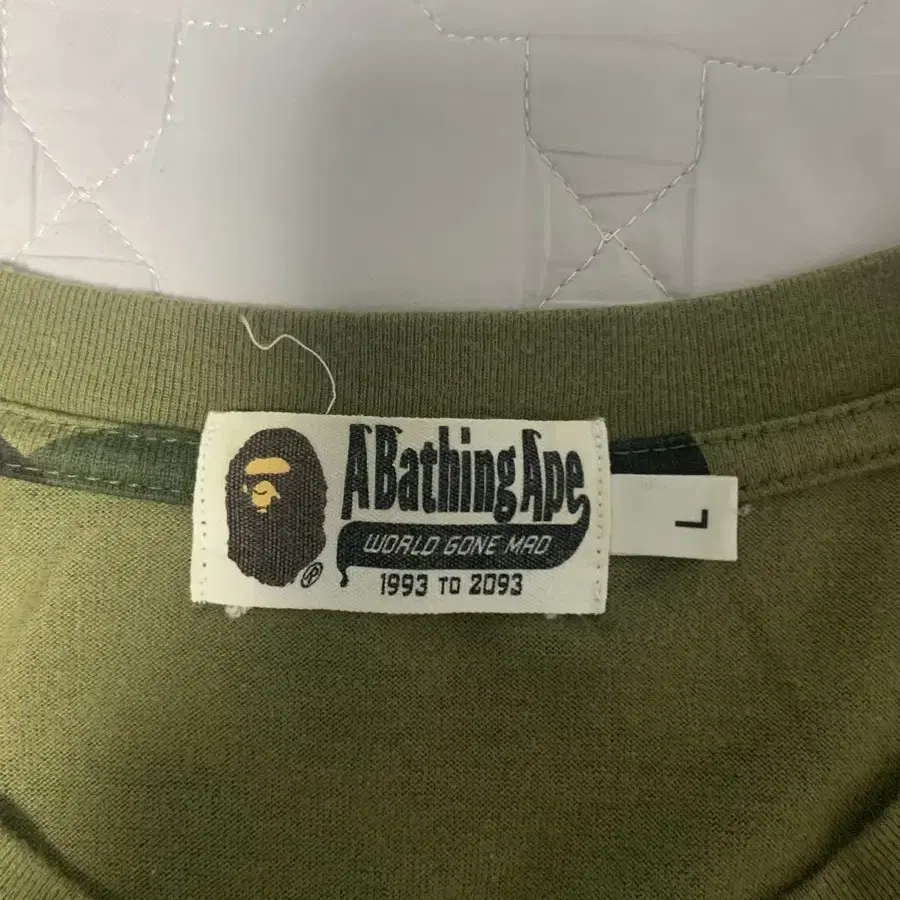 A Bathing Ape
WORLD GONE MAD
1993 TO 2093
L